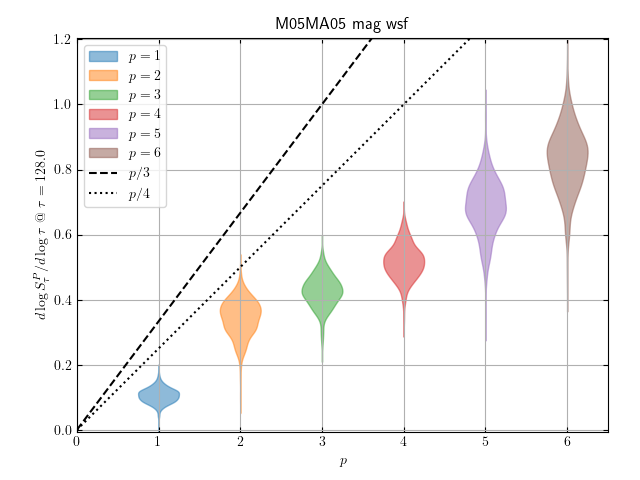 M05MA05 mag wsf
d log S_τ^P / d log τ @ τ = 128.0
1.2
1.0
0.8
0.6
0.4
0.2
0.0
p = 1
p = 2
p = 3
p = 4
p = 5
p = 6
p/3
p/4
0 1 2 3 4 5 6
p